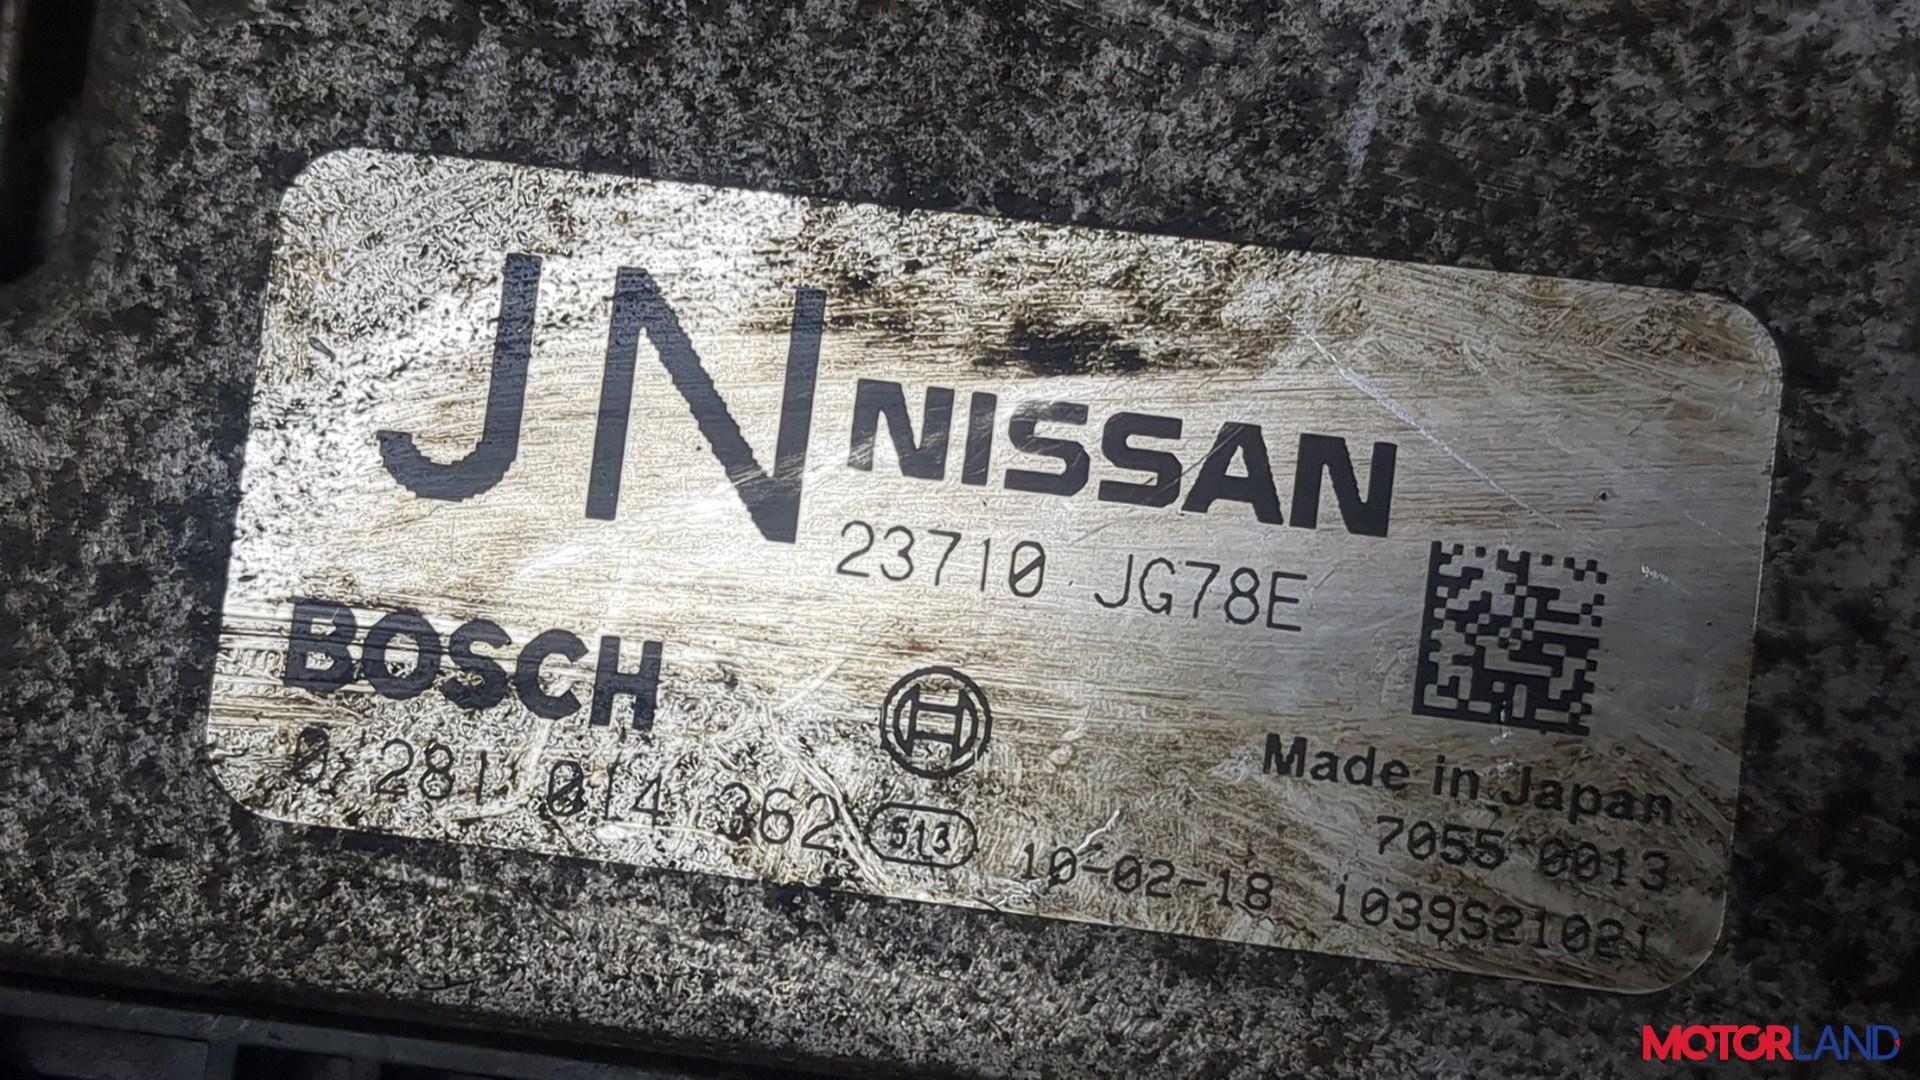 JN NISSAN
23710 JG78E
BOSCH
0 281 014 362 513
10-02-18
Made in Japan
7055 0013
1039S21021
MOTORLAND